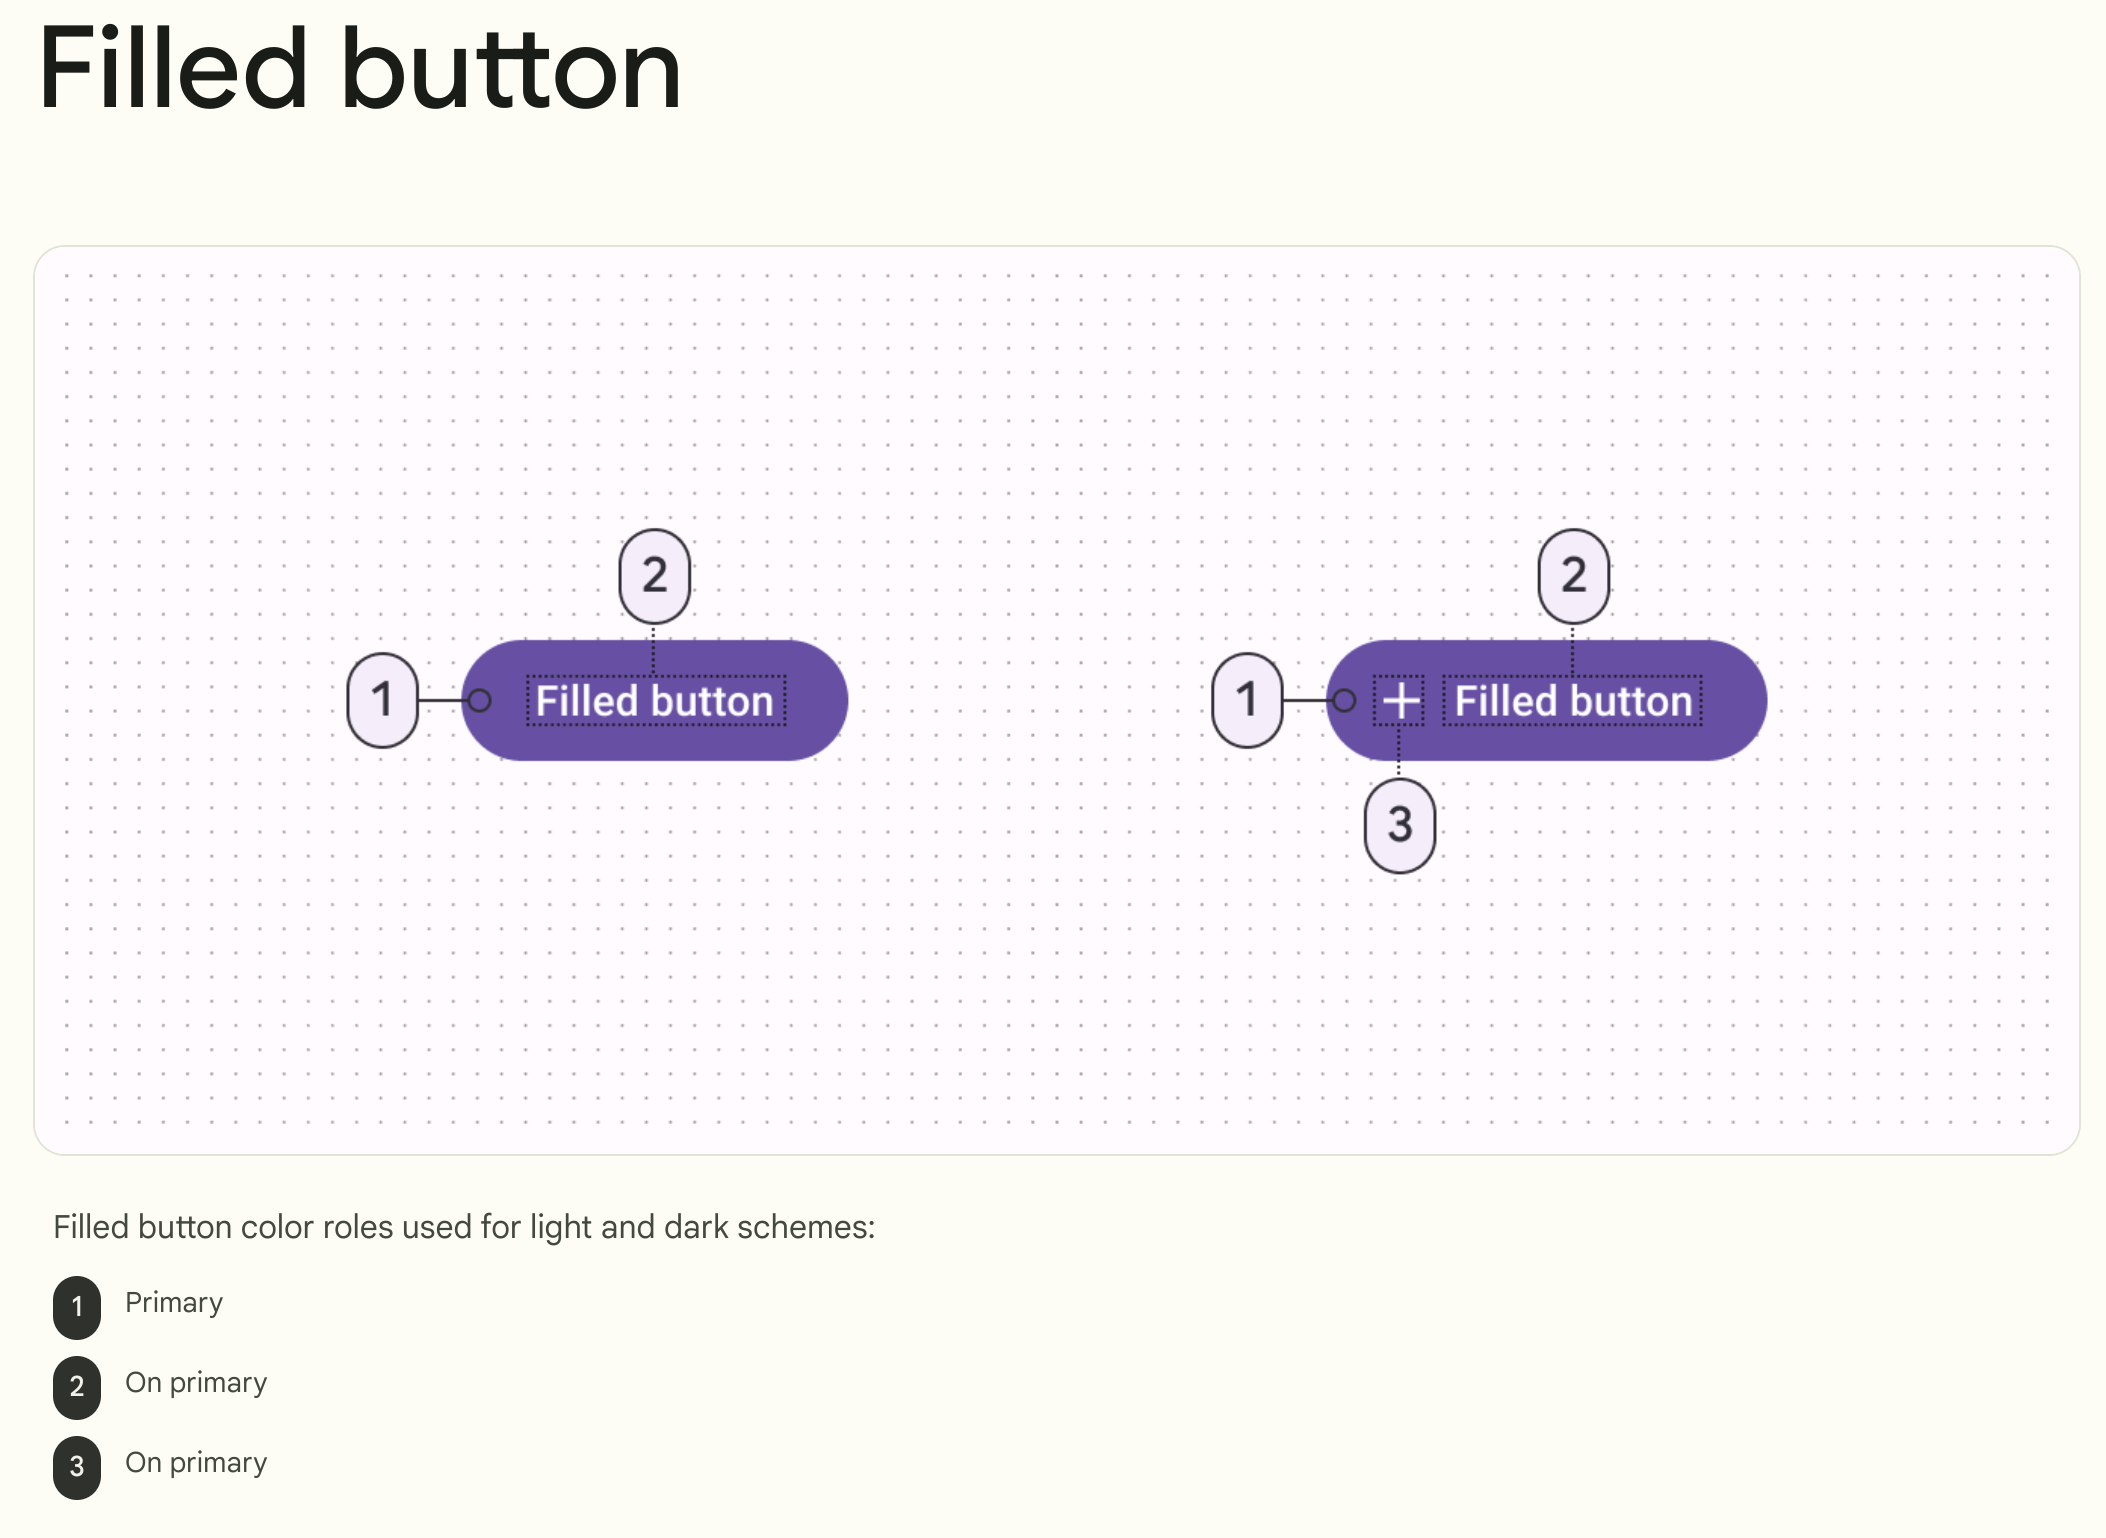 Filled button
2
2
1
Filled button
1
Filled button
3
Filled button color roles used for light and dark schemes:
1 Primary
2 On primary
3 On primary